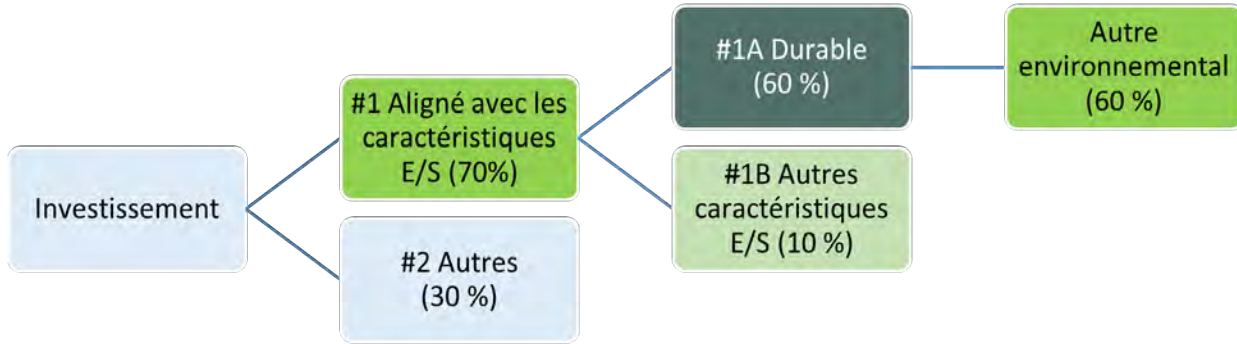 Investissement
#1 Aligné avec les
caractéristiques
E/S (70%)
#2 Autres
(30 %)
#1A Durable
(60 %)
#1B Autres
caractéristiques
E/S (10 %)
Autre
environnemental
(60 %)